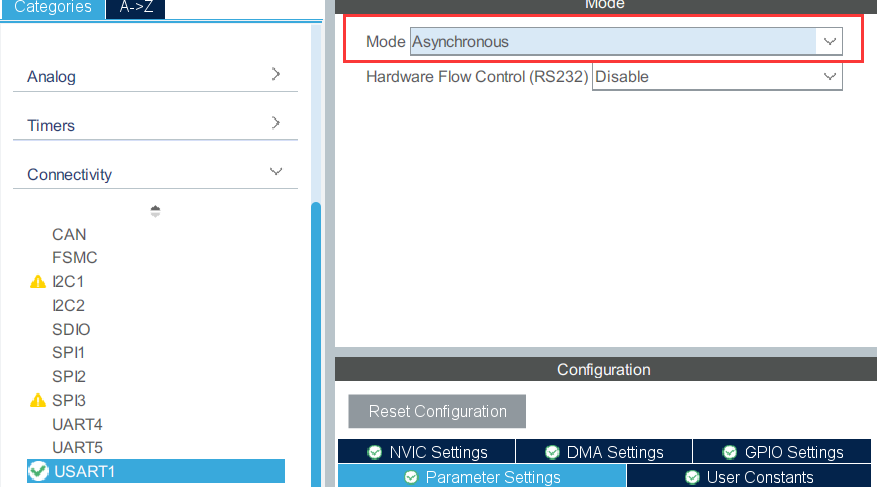 Categories A->Z
Analog
Timers
Connectivity
CAN
FSMC
I2C1
I2C2
SDIO
SPI1
SPI2
SPI3
UART4
UART5
USART1
Mode
Mode Asynchronous
Hardware Flow Control (RS232) Disable
Configuration
Reset Configuration
NVIC Settings DMA Settings GPIO Settings
Parameter Settings User Constants